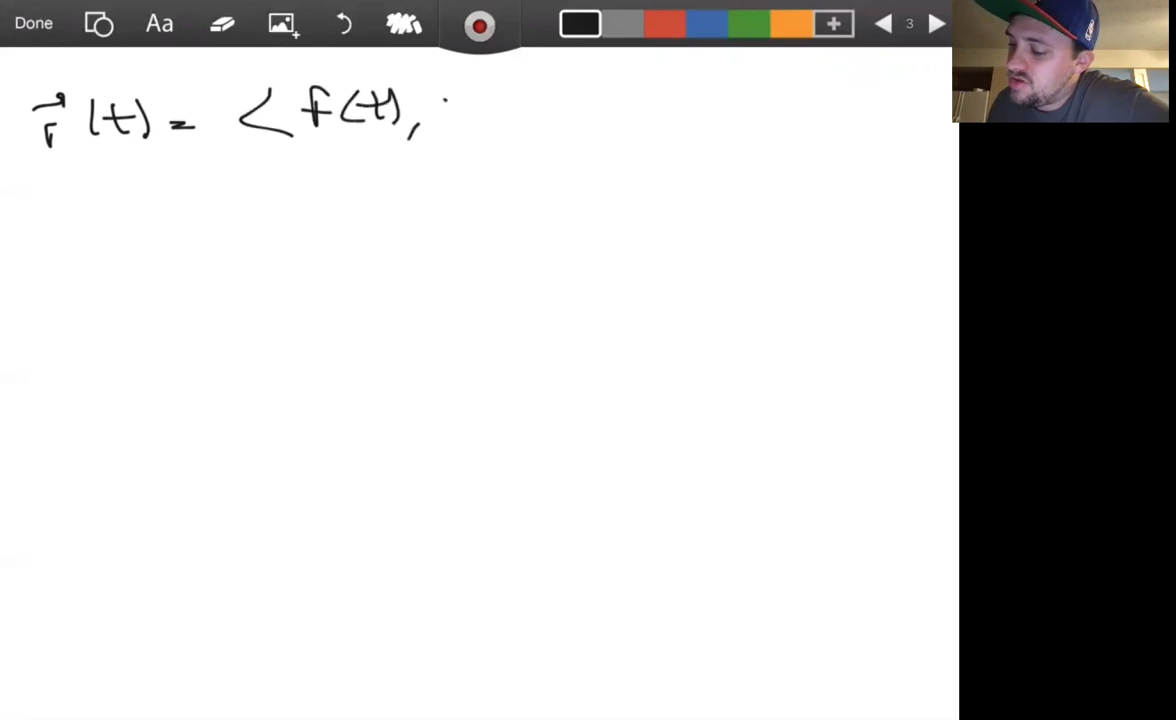 Done Aa 3
r⃗ (t) = < f(t),